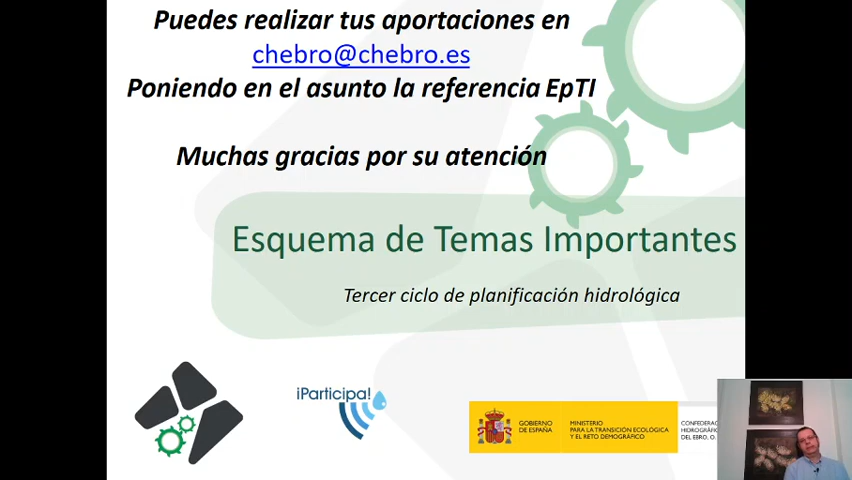 Puedes realizar tus aportaciones en
chebro@chebro.es
Poniendo en el asunto la referencia EpTI
Muchas gracias por su atención
Esquema de Temas Importantes
Tercer ciclo de planificación hidrológica
¡Participa!
GOBIERNO
DE ESPAÑA
MINISTERIO
PARA LA TRANSICIÓN ECOLÓGICA
Y EL RETO DEMOGRÁFICO
CONFEDERAC
HIDROGRÁFIC
DEL EBRO, O.